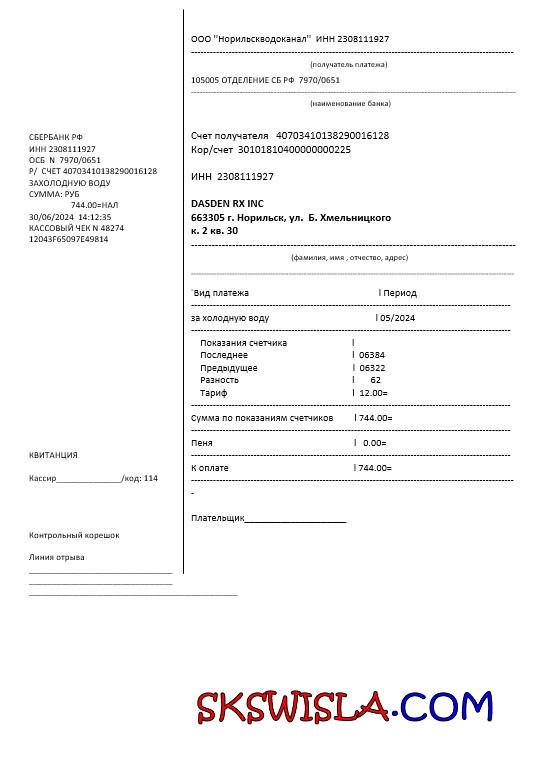 ООО "Норильскводоканал"  ИНН 2308111927
(получатель платежа)
105005 ОТДЕЛЕНИЕ СБ РФ  7970/0651
(наименование банка)
СБЕРБАНК РФ
ИНН 2308111927
ОСБ  N  7970/0651
Р/  СЧЕТ 40703410138290016128
ЗАХОЛОДНУЮ ВОДУ
СУММА: РУБ
744.00=НАЛ
30/06/2024  14:12:35
КАССОВЫЙ ЧЕК N 48274
12043F65097E49814
Счет получателя   40703410138290016128
Кор/счет  30101810400000000225
ИНН  2308111927
DASDEN RX INC
663305 г. Норильск, ул.  Б. Хмельницкого
к. 2 кв. 30
(фамилия, имя , отчество, адрес)
`Вид платежа l Период
за холодную воду l 05/2024
Показания счетчика l
Последнее l  06384
Предыдущее l  06322
Разность l      62
Тариф l  12.00=
Сумма по показаниям счетчиков l 744.00=
Пеня l   0.00=
К оплате l 744.00=
-
Плательщик____________________
КВИТАНЦИЯ
Кассир______________/код: 114
Контрольный корешок
Линия отрыва
SKSWISLA.COM